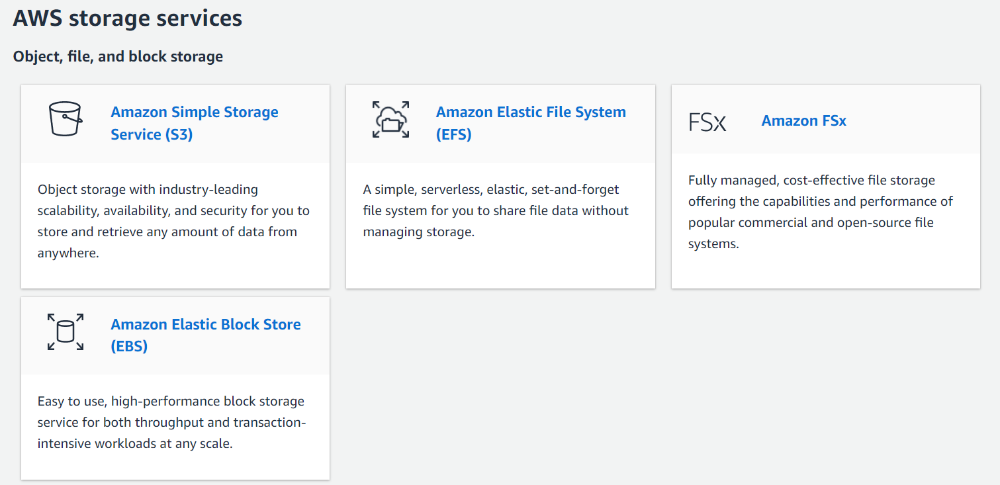 AWS storage services
Object, file, and block storage
Amazon Simple Storage
Service (S3)
Object storage with industry-leading
scalability, availability, and security for you to
store and retrieve any amount of data from
anywhere.
Amazon Elastic File System
(EFS)
A simple, serverless, elastic, set-and-forget
file system for you to share file data without
managing storage.
FSx
Amazon FSx
Fully managed, cost-effective file storage
offering the capabilities and performance of
popular commercial and open-source file
systems.
Amazon Elastic Block Store
(EBS)
Easy to use, high-performance block storage
service for both throughput and transaction-
intensive workloads at any scale.